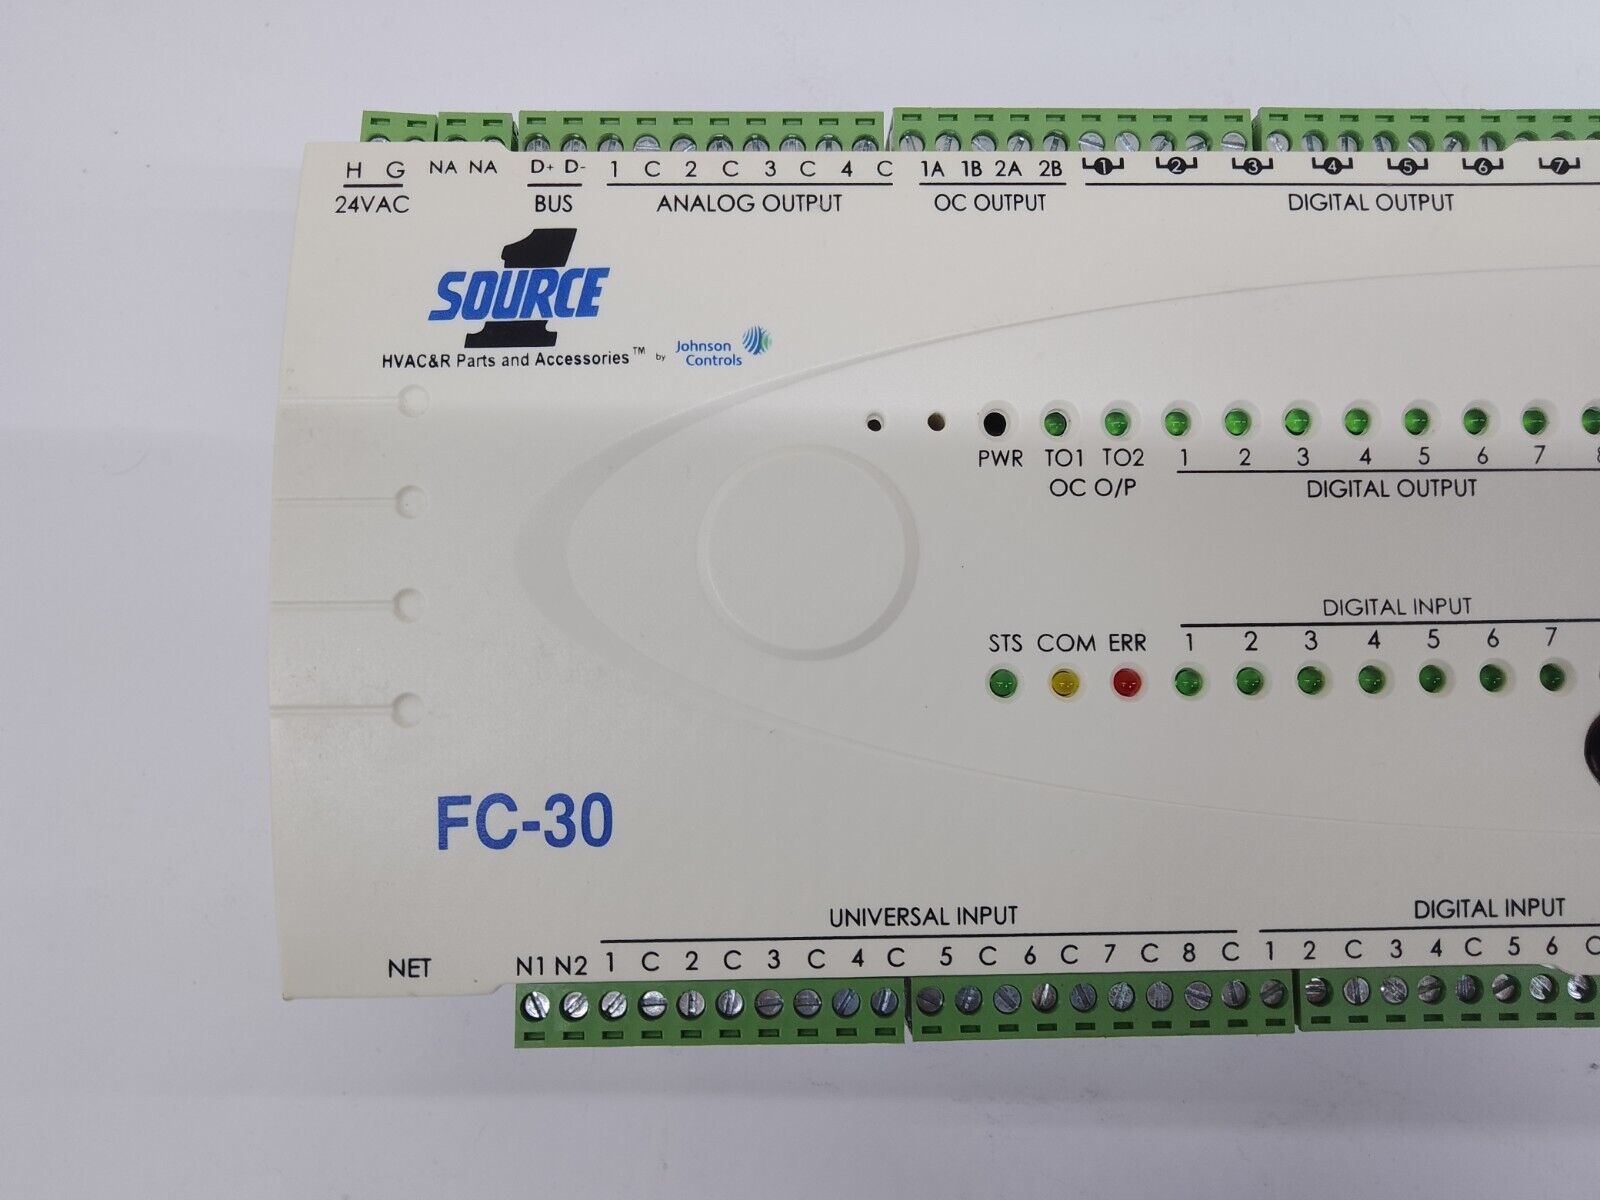 H G NA NA D+ D- 1 C 2 C 3 C 4 C 1A 1B 2A 2B 1 2 3 4 5 6 7
24VAC BUS ANALOG OUTPUT OC OUTPUT DIGITAL OUTPUT
1
SOURCE
HVAC&R Parts and Accessories™ by Johnson Controls
PWR TO1 TO2 1 2 3 4 5 6 7 8
OC O/P DIGITAL OUTPUT
DIGITAL INPUT
STS COM ERR 1 2 3 4 5 6 7
FC-30
UNIVERSAL INPUT DIGITAL INPUT
NET N1 N2 1 C 2 C 3 C 4 C 5 C 6 C 7 C 8 C 1 2 C 3 4 C 5 6 C